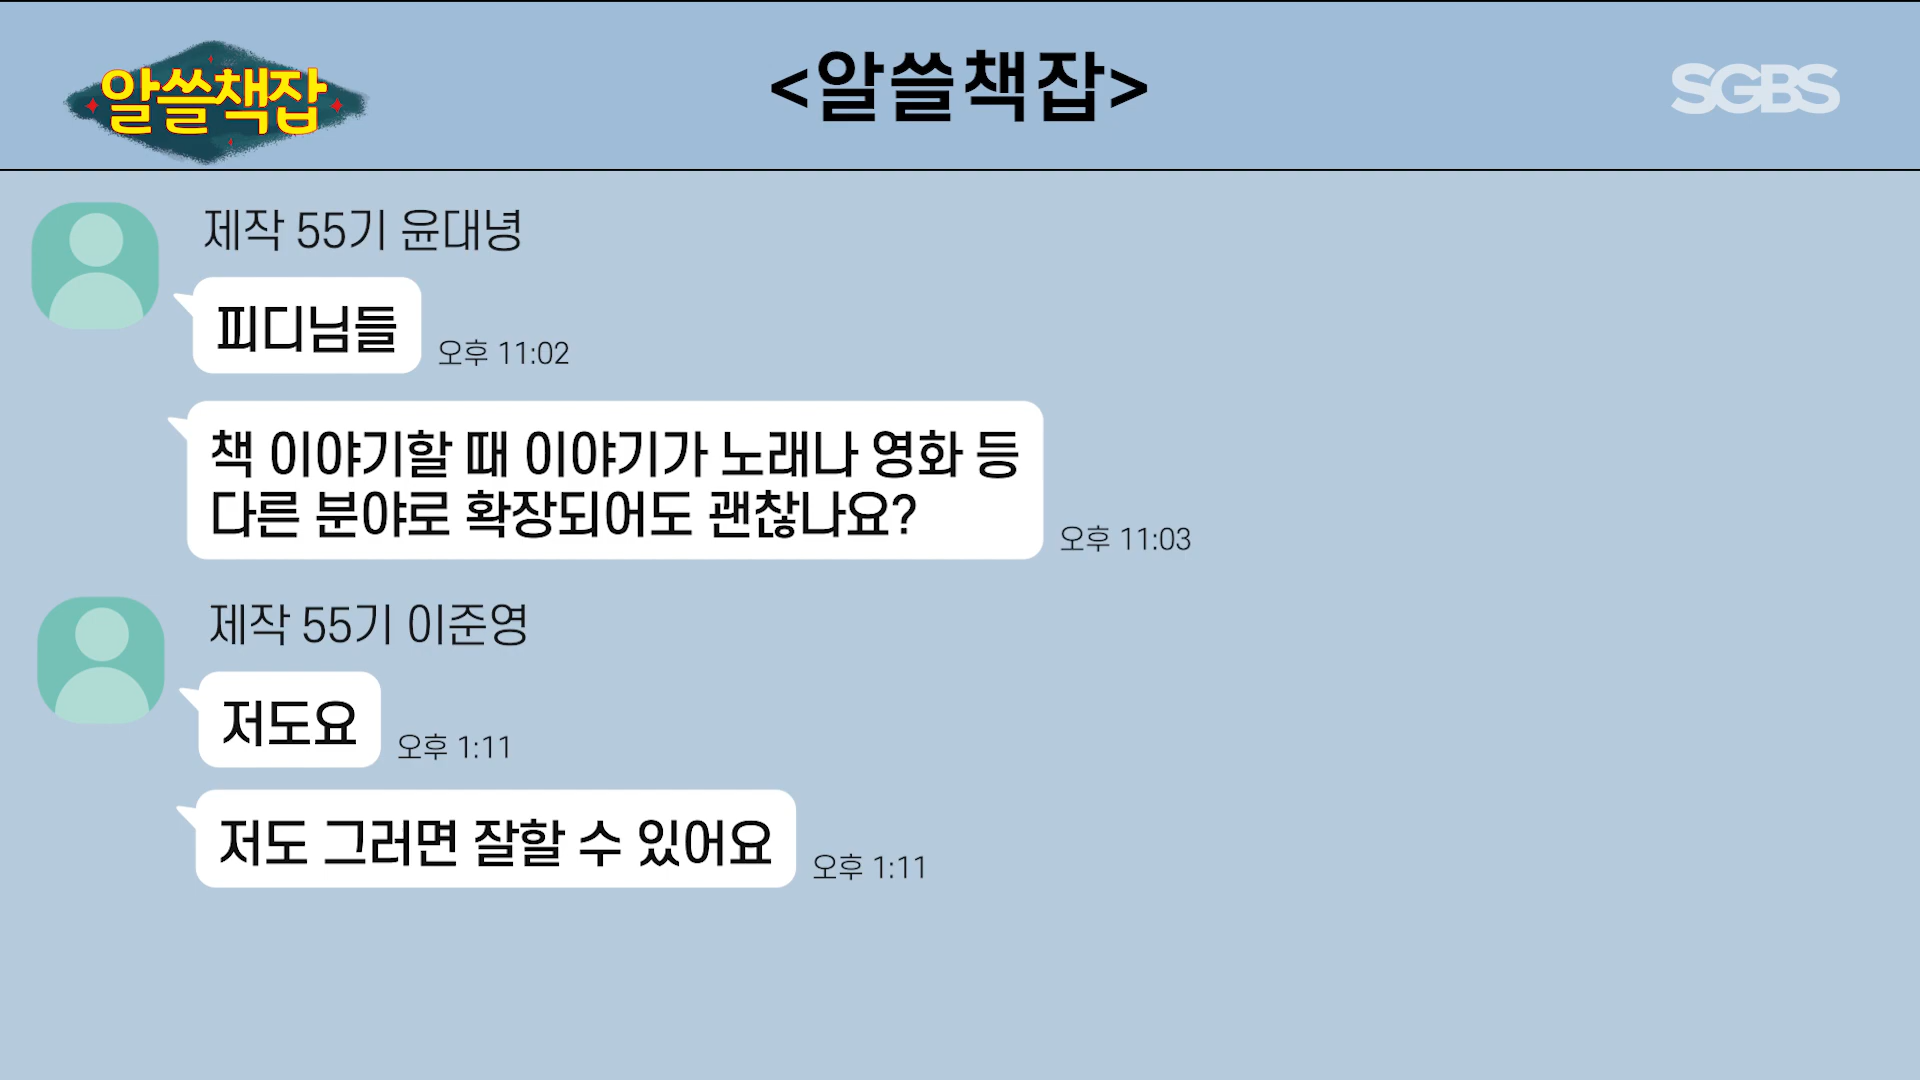 알쓸책잡
<알쓸책잡>
SGBS
제작 55기 윤대녕
피디님들
오후 11:02
책 이야기할 때 이야기가 노래나 영화 등
다른 분야로 확장되어도 괜찮나요?
오후 11:03
제작 55기 이준영
저도요
오후 1:11
저도 그러면 잘할 수 있어요
오후 1:11